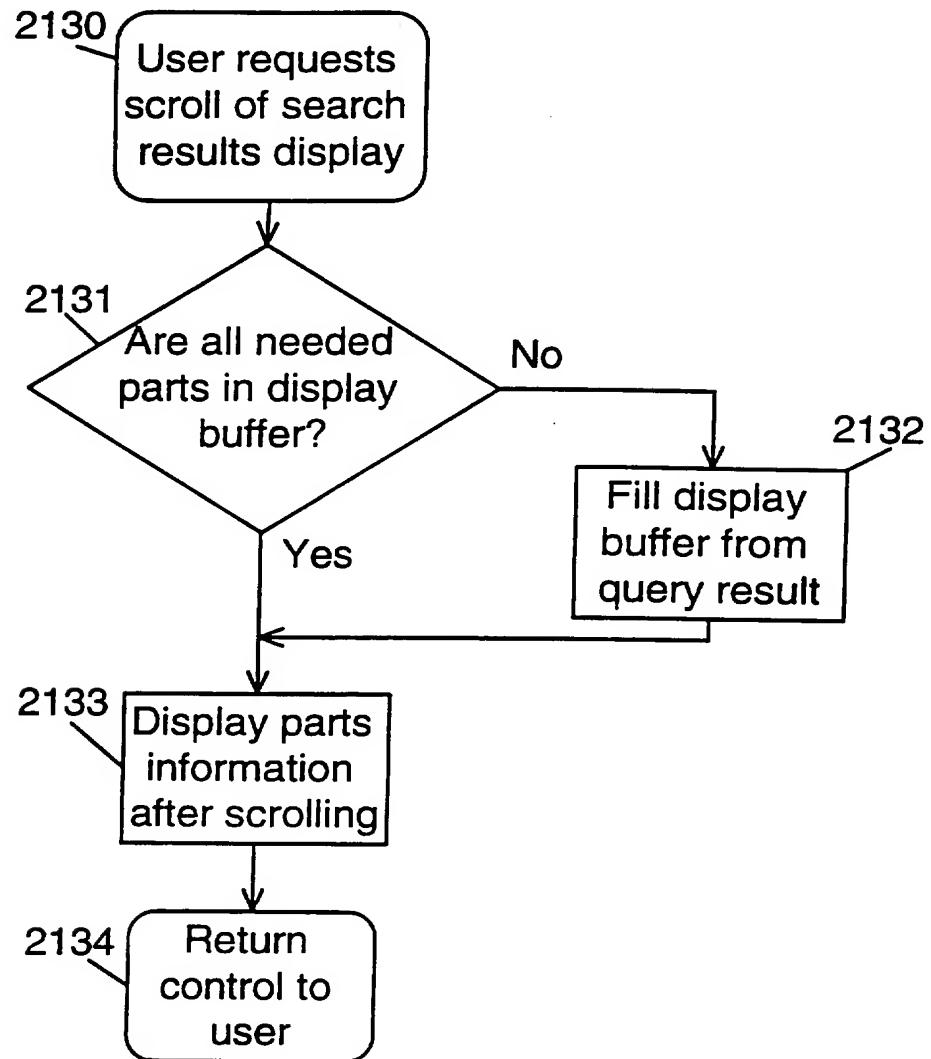 2130
User requests
scroll of search
results display
2131
Are all needed
parts in display
buffer?
No
2132
Fill display
buffer from
query result
Yes
2133
Display parts
information
after scrolling
2134
Return
control to
user